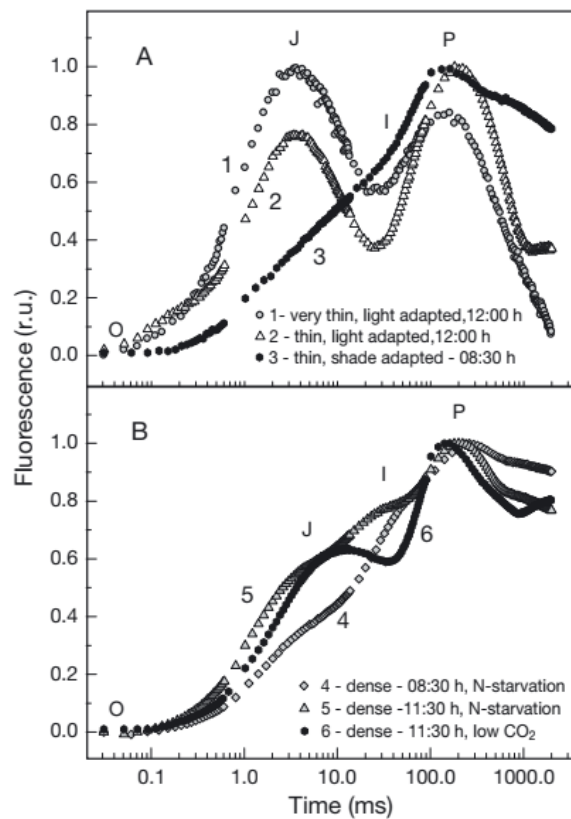 A
J
P
1.0
0.8
I
1
0.6
2
0.4
3
0.2
O
1- very thin, light adapted,12:00 h
2 - thin, light adapted,12:00 h
3 - thin, shade adapted - 08:30 h
0.0
Fluorescence (r.u.)
B
P
1.0
I
0.8
J
6
0.6
5
4
0.4
0.2
O
4 - dense - 08:30 h, N-starvation
5 - dense -11:30 h, N-starvation
6 - dense - 11:30 h, low CO₂
0.0
0.1 1.0 10.0 100.0 1000.0
Time (ms)